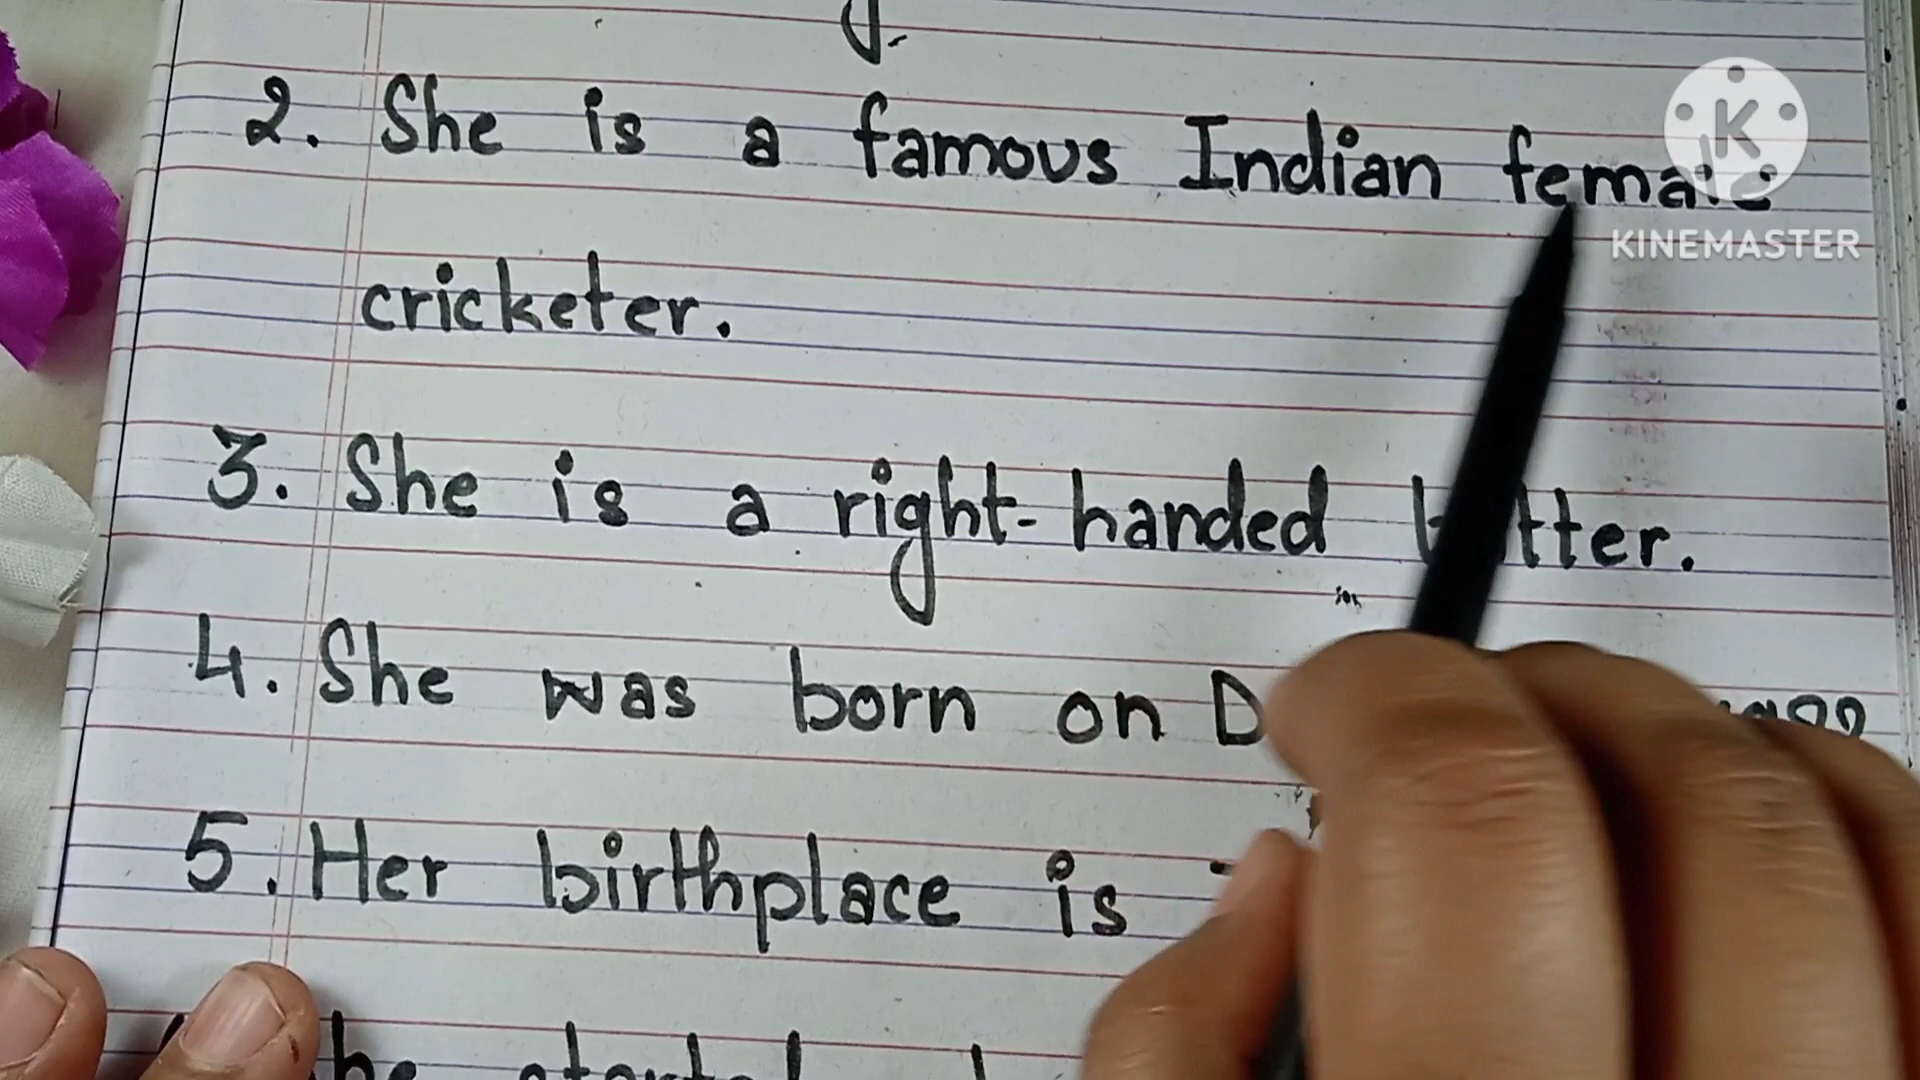 2. She is a famous Indian female
KINEMASTER
cricketer.
3. She is a right-handed
4. She was born on
5. Her birthplace is